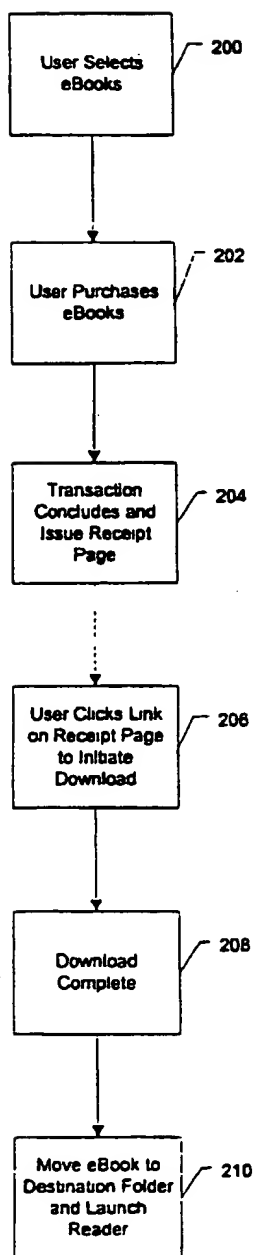 User Selects
eBooks
200
User Purchases
eBooks
202
Transaction
Concludes and
Issue Receipt
Page
204
User Clicks Link
on Receipt Page
to Initiate
Download
206
Download
Complete
208
Move eBook to
Destination Folder
and Launch
Reader
210